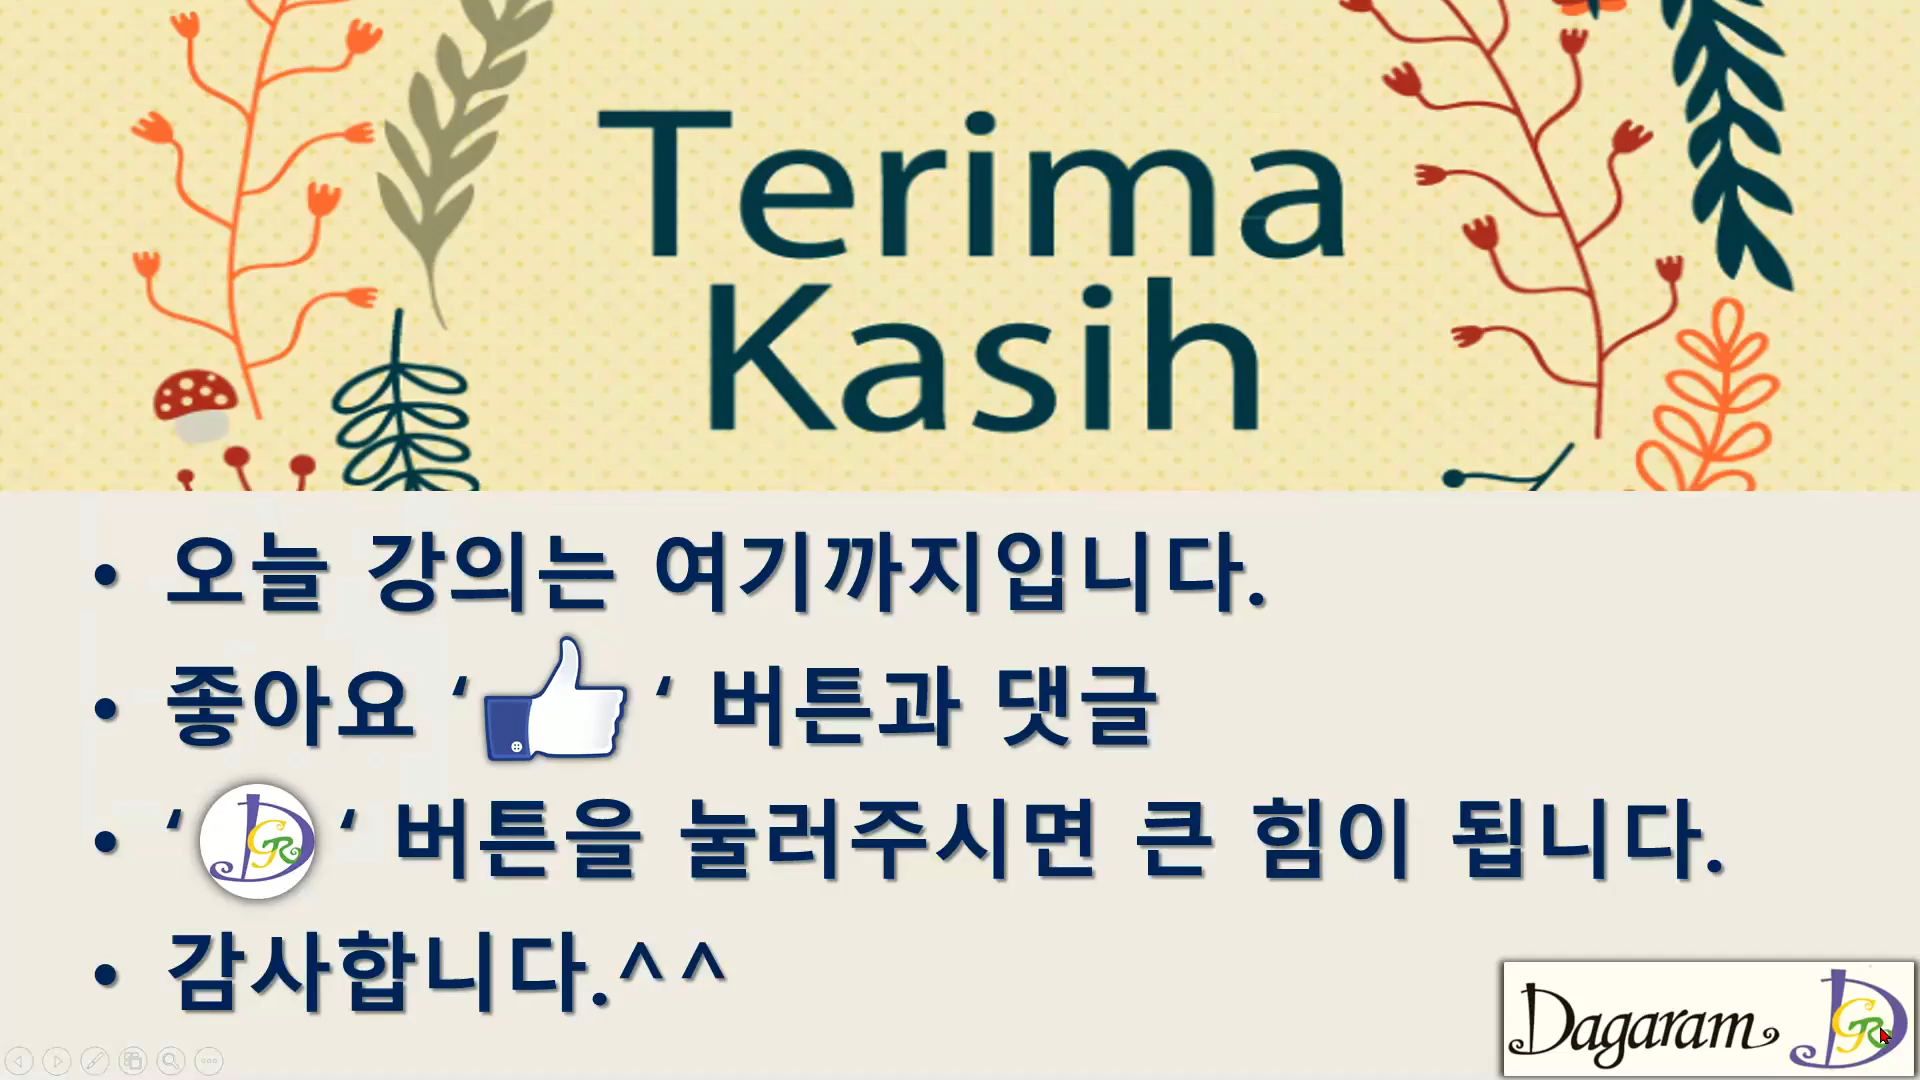 Terima
Kasih
• 오늘 강의는 여기까지입니다.
• 좋아요 ‘ ‘ 버튼과 댓글
• ‘ DGR ‘ 버튼을 눌러주시면 큰 힘이 됩니다.
• 감사합니다.^^
Dagaram DGR